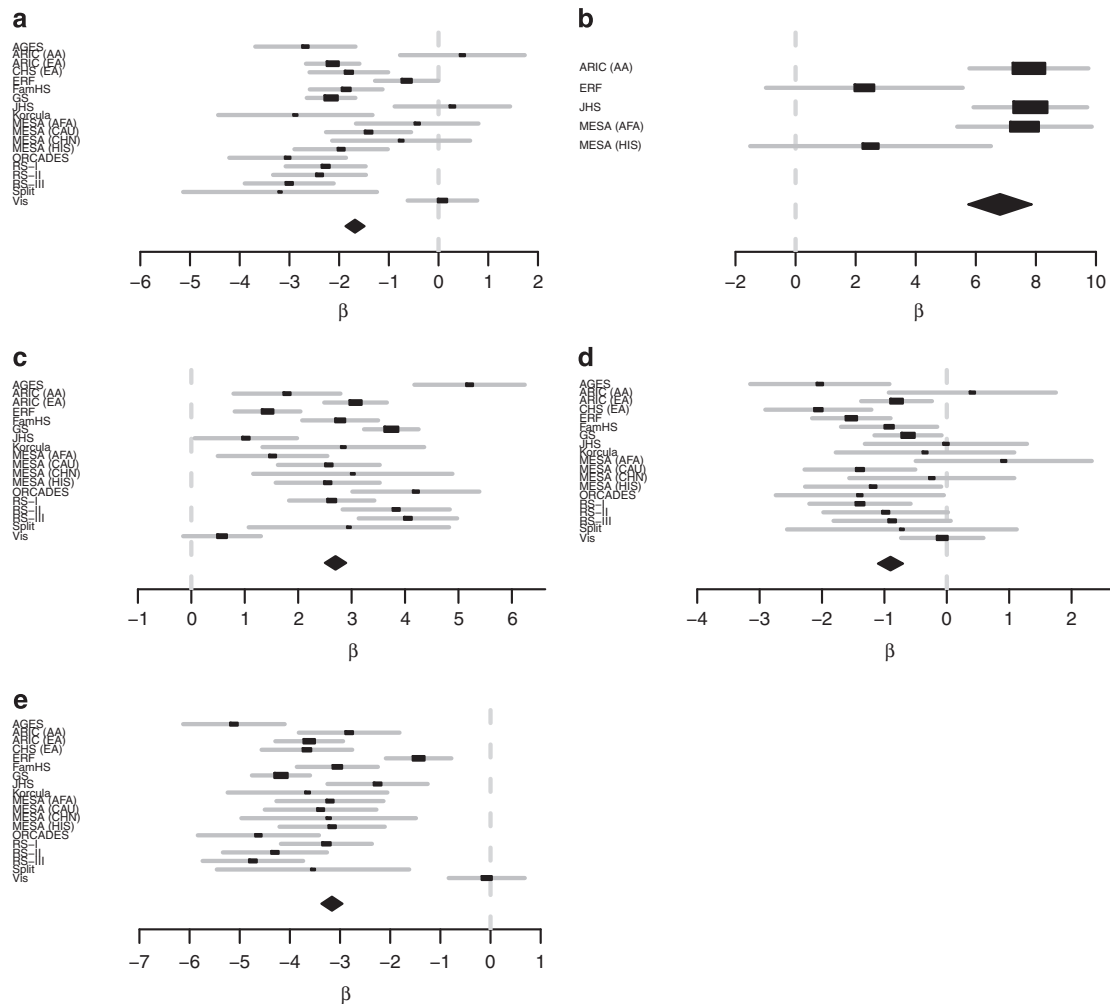 a
AGES
ARIC (AA)
ARIC (EA)
CHS (EA)
ERF
FamHS
GS
JHS
Korcula
MESA (AFA)
MESA (CAU)
MESA (CHN)
MESA (HIS)
ORCADES
RS−I
RS−II
RS−III
Split
Vis
−6 −5 −4 −3 −2 −1 0 1 2
β
b
ARIC (AA)
ERF
JHS
MESA (AFA)
MESA (HIS)
−2 0 2 4 6 8 10
β
c
AGES
ARIC (AA)
ARIC (EA)
ERF
FamHS
GS
JHS
Korcula
MESA (AFA)
MESA (CAU)
MESA (CHN)
MESA (HIS)
ORCADES
RS−I
RS−II
RS−III
Split
Vis
−1 0 1 2 3 4 5 6
β
d
AGES
ARIC (AA)
ARIC (EA)
CHS (EA)
ERF
FamHS
GS
JHS
Korcula
MESA (AFA)
MESA (CAU)
MESA (CHN)
MESA (HIS)
ORCADES
RS−I
RS−II
RS−III
Split
Vis
−4 −3 −2 −1 0 1 2
β
e
AGES
ARIC (AA)
ARIC (EA)
CHS (EA)
ERF
FamHS
GS
JHS
Korcula
MESA (AFA)
MESA (CAU)
MESA (CHN)
MESA (HIS)
ORCADES
RS−I
RS−II
RS−III
Split
Vis
−7 −6 −5 −4 −3 −2 −1 0 1
β